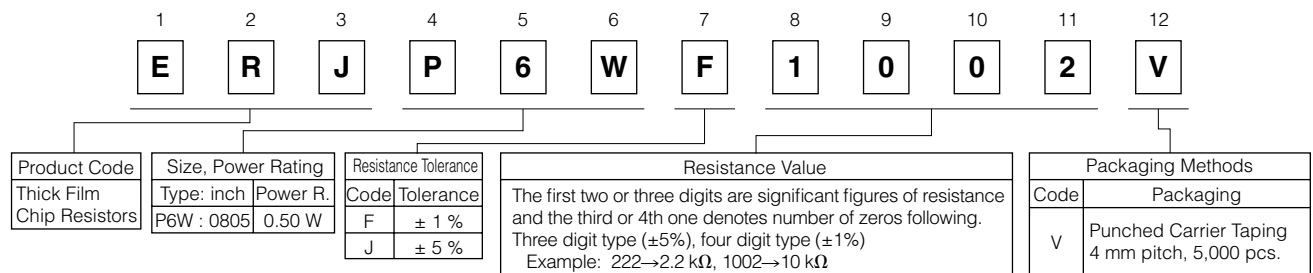 1 2 3 4 5 6 7 8 9 10 11 12
E R J P 6 W F 1 0 0 2 V
Product Code
Thick Film
Chip Resistors
Size, Power Rating
Type: inch Power R.
P6W : 0805 0.50 W
Resistance Tolerance
Code Tolerance
F ± 1 %
J ± 5 %
Resistance Value
The first two or three digits are significant figures of resistance
and the third or 4th one denotes number of zeros following.
Three digit type (±5%), four digit type (±1%)
Example: 222→2.2 kΩ, 1002→10 kΩ
Packaging Methods
Code Packaging
V Punched Carrier Taping
4 mm pitch, 5,000 pcs.